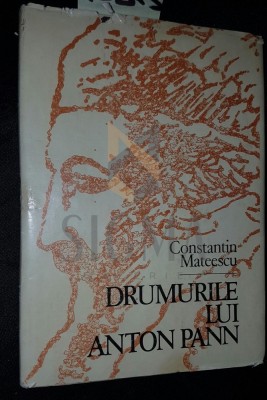 Constantin
Mateescu
DRUMURILE
LUI
ANTON PANN